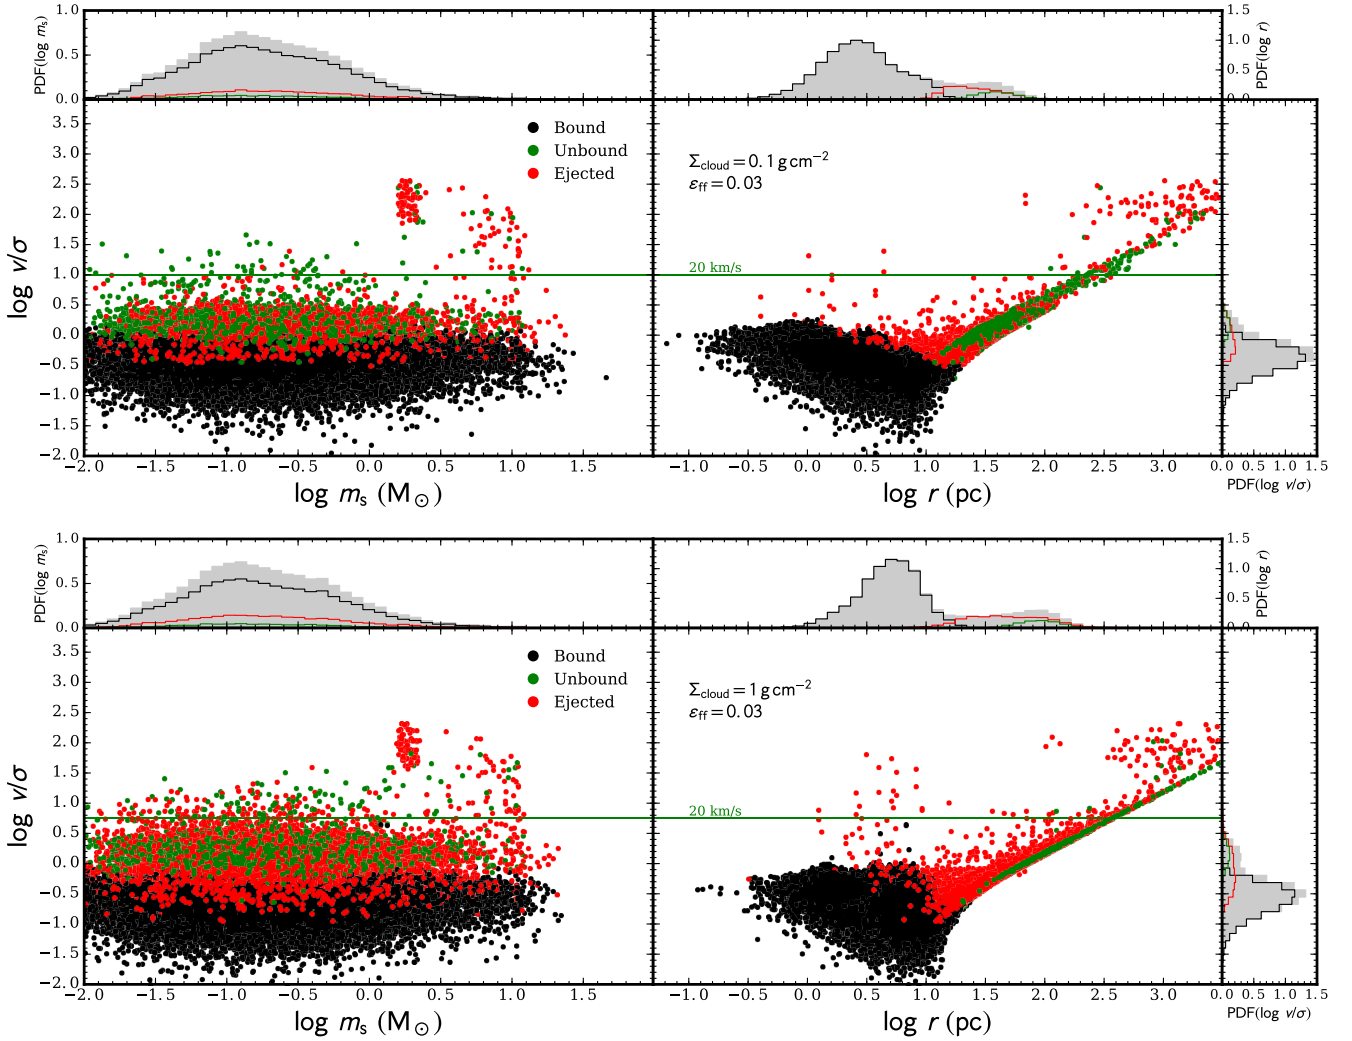 1.0
0.5
0.0
PDF(log mₛ)
1.5
1.0
0.5
0.0
PDF(log r)
3.5
3.0
2.5
2.0
1.5
1.0
0.5
0.0
−0.5
−1.0
−1.5
−2.0
log v/σ
Bound
Unbound
Ejected
Σcloud = 0.1 g cm⁻²
εff = 0.03
20 km/s
−2.0 −1.5 −1.0 −0.5 0.0 0.5 1.0 1.5
log mₛ (M⊙)
−1.0 −0.5 0.0 0.5 1.0 1.5 2.0 2.5 3.0
log r (pc)
0.0 0.5 1.0 1.5
PDF(log v/σ)
1.0
0.5
0.0
PDF(log mₛ)
1.5
1.0
0.5
0.0
PDF(log r)
3.5
3.0
2.5
2.0
1.5
1.0
0.5
0.0
−0.5
−1.0
−1.5
−2.0
log v/σ
Bound
Unbound
Ejected
Σcloud = 1 g cm⁻²
εff = 0.03
20 km/s
−2.0 −1.5 −1.0 −0.5 0.0 0.5 1.0 1.5
log mₛ (M⊙)
−1.0 −0.5 0.0 0.5 1.0 1.5 2.0 2.5 3.0
log r (pc)
0.0 0.5 1.0 1.5
PDF(log v/σ)